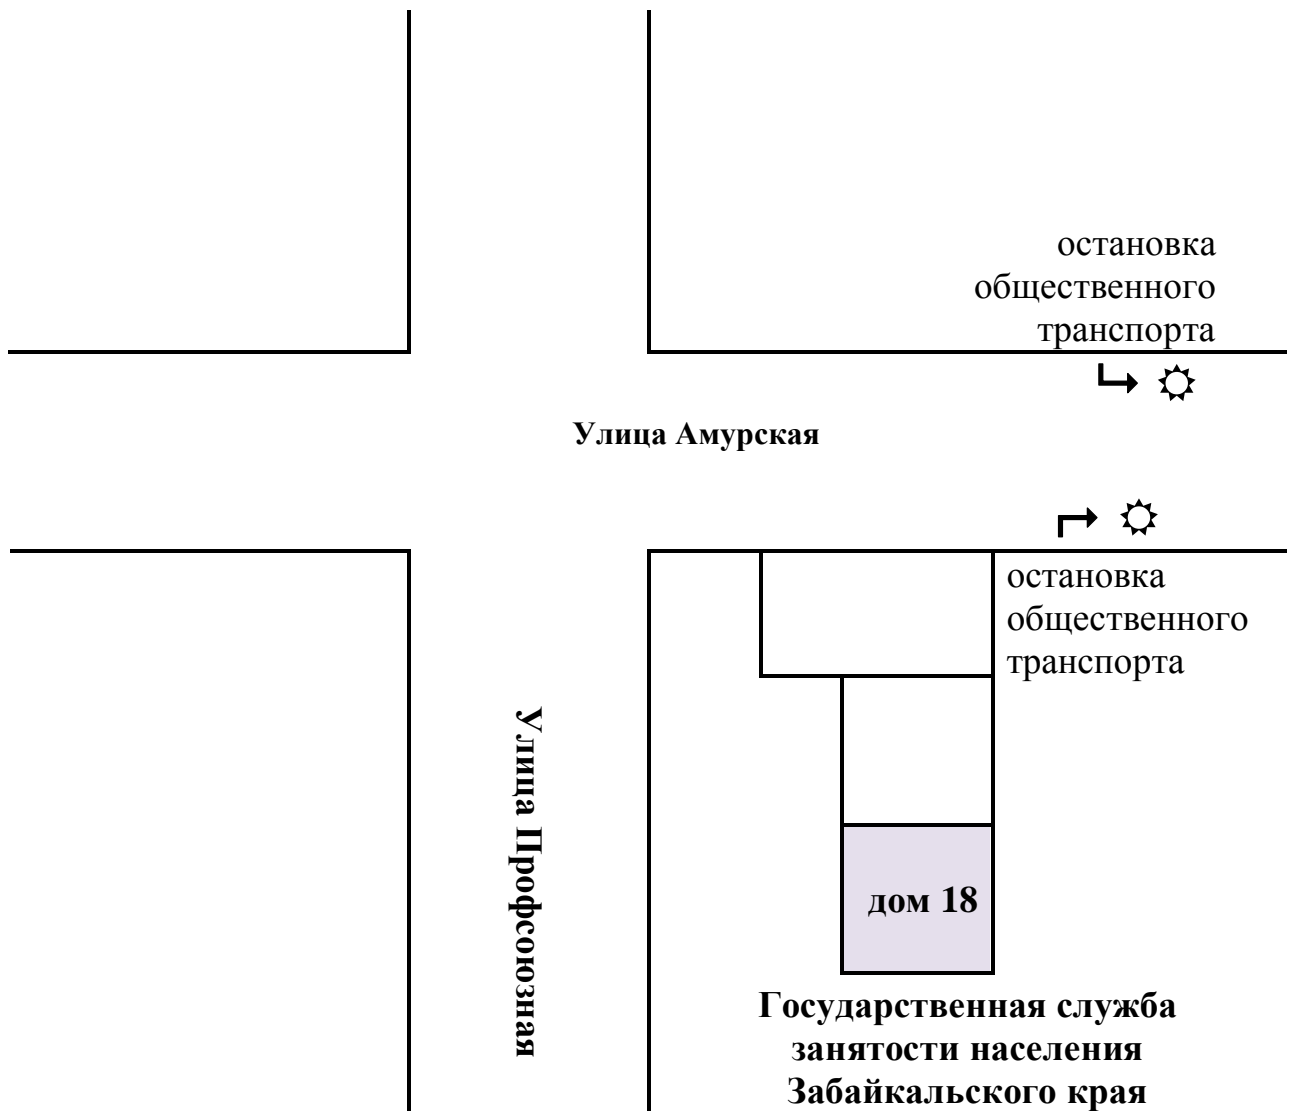 остановка
общественного
транспорта
Улица Амурская
остановка
общественного
транспорта
Улица Профсоюзная
дом 18
Государственная служба
занятости населения
Забайкальского края